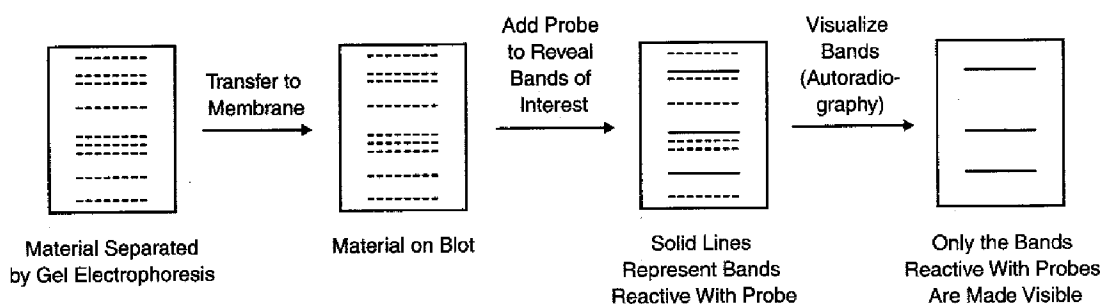 Transfer to
Membrane
Add Probe
to Reveal
Bands of
Interest
Visualize
Bands
(Autoradio-
graphy)
Material Separated
by Gel Electrophoresis
Material on Blot
Solid Lines
Represent Bands
Reactive With Probe
Only the Bands
Reactive With Probes
Are Made Visible